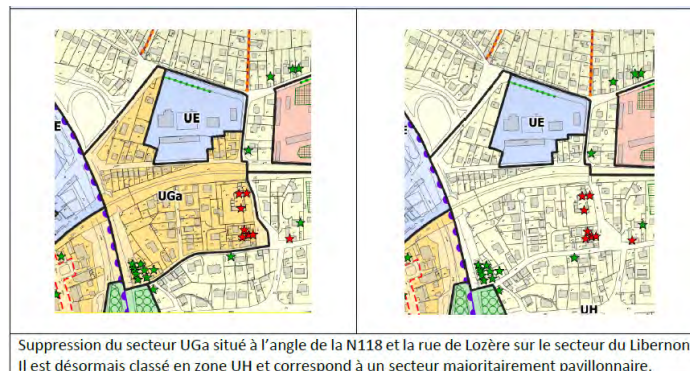 E
UE
UGa
E
UE
UH
Suppression du secteur UGa situé à l'angle de la N118 et la rue de Lozère sur le secteur du Libernon
Il est désormais classé en zone UH et correspond à un secteur majoritairement pavillonnaire.